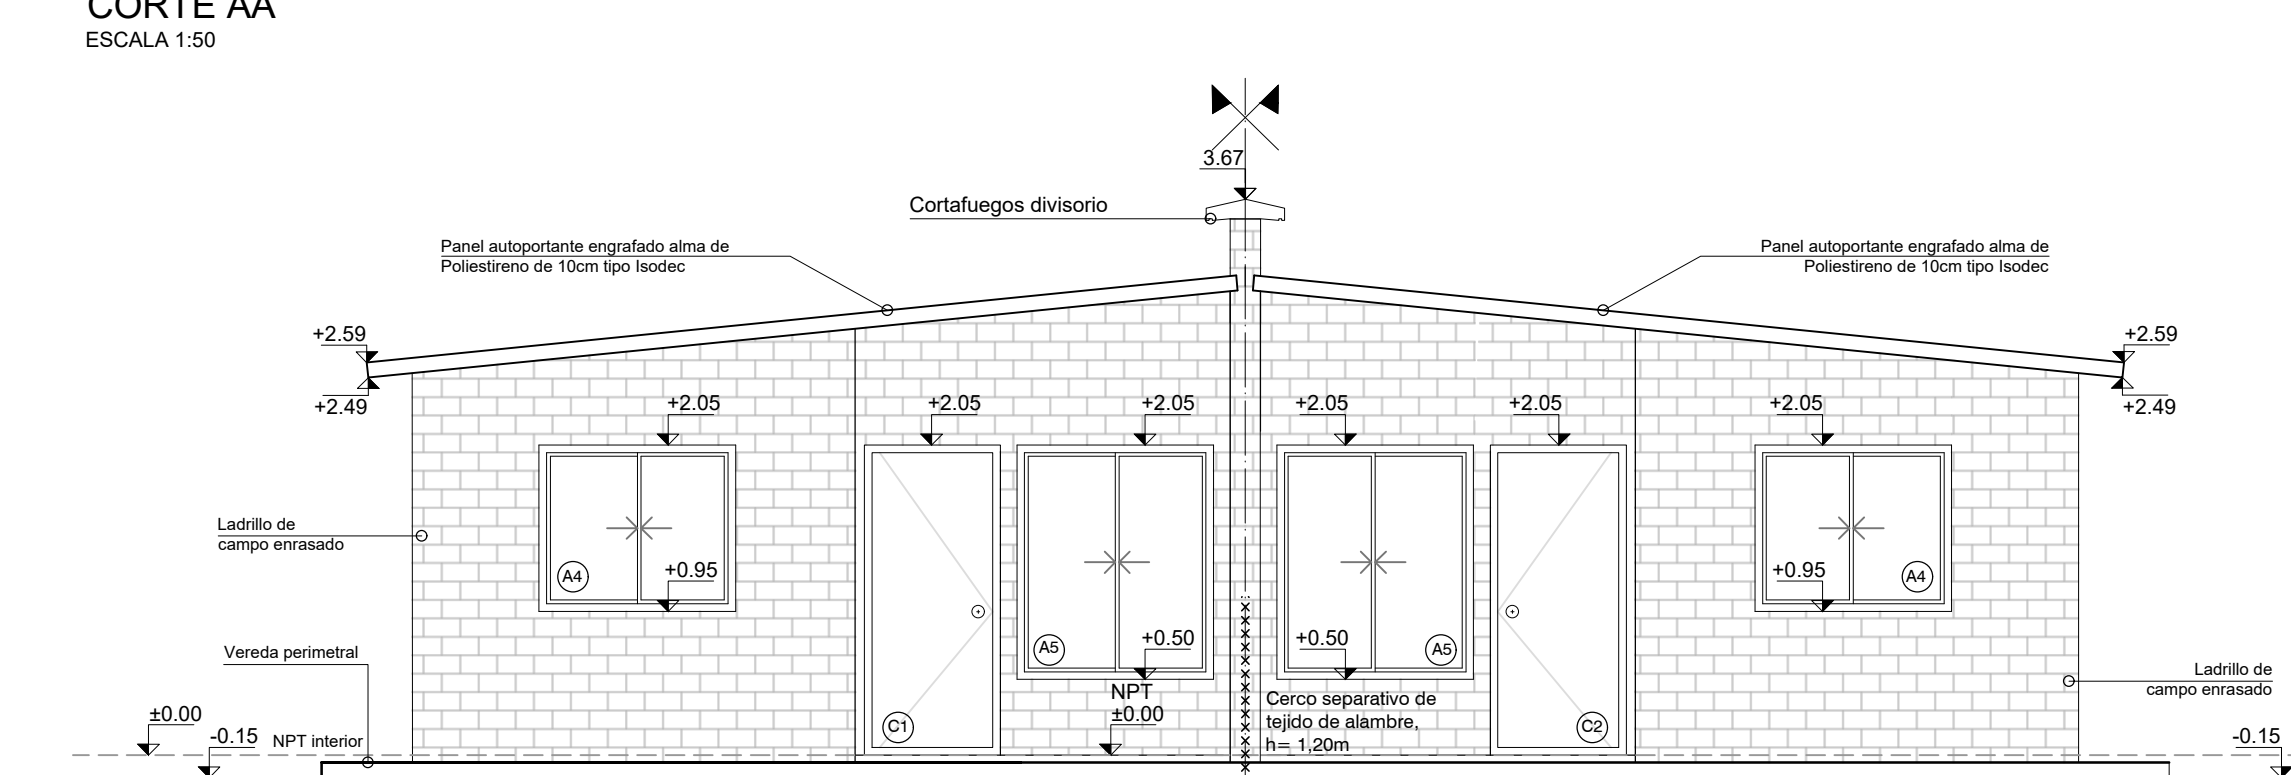 CORTE AA
ESCALA 1:50
3.67
Cortafuegos divisorio
Panel autoportante engrafado alma de
Poliestireno de 10cm tipo Isodec
Panel autoportante engrafado alma de
Poliestireno de 10cm tipo Isodec
+2.59
+2.59
+2.49
+2.05
+2.05
+2.05
+2.05
+2.05
+2.05
+2.49
Ladrillo de
campo enrasado
A4
+0.95
+0.95
A4
Vereda perimetral
A5
+0.50
+0.50
A5
Ladrillo de
campo enrasado
±0.00
-0.15
NPT interior
C1
NPT
±0.00
Cerco separativo de
tejido de alambre,
h= 1,20m
C2
-0.15